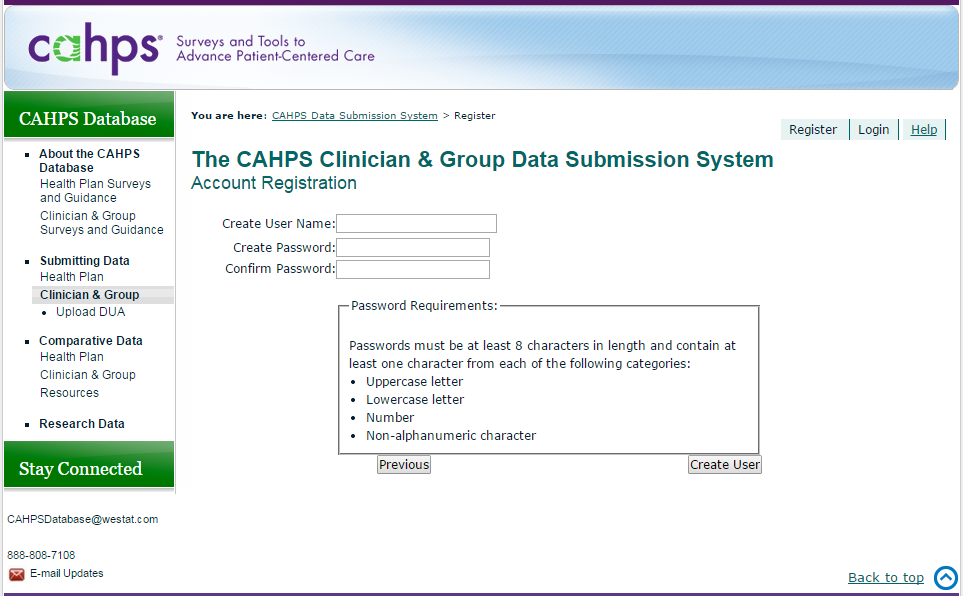 cahps®
Surveys and Tools to
Advance Patient-Centered Care
CAHPS Database
About the CAHPS
Database
Health Plan Surveys
and Guidance
Clinician & Group
Surveys and Guidance
Submitting Data
Health Plan
Clinician & Group
Upload DUA
Comparative Data
Health Plan
Clinician & Group
Resources
Research Data
Stay Connected
CAHPSDatabase@westat.com
888-808-7108
E-mail Updates
You are here: CAHPS Data Submission System > Register
Register Login Help
The CAHPS Clinician & Group Data Submission System
Account Registration
Create User Name:
Create Password:
Confirm Password:
Password Requirements:
Passwords must be at least 8 characters in length and contain at
least one character from each of the following categories:
• Uppercase letter
• Lowercase letter
• Number
• Non-alphanumeric character
Previous Create User
Back to top